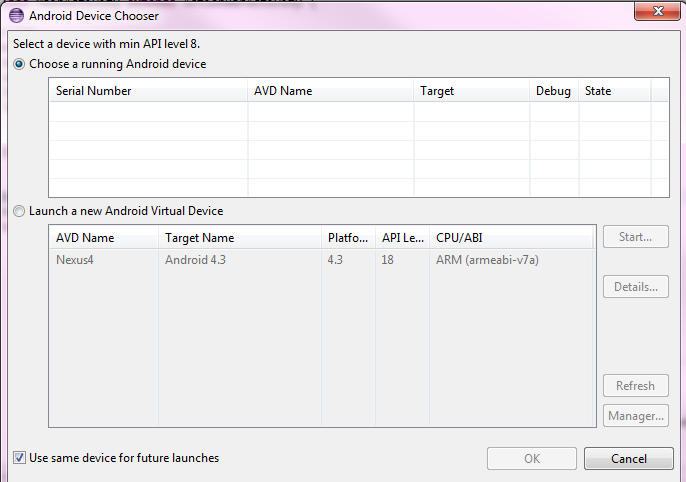 Android Device Chooser
Select a device with min API level 8.
Choose a running Android device
Serial Number AVD Name Target Debug State
Launch a new Android Virtual Device
AVD Name Target Name Platfo... API Le... CPU/ABI
Nexus4 Android 4.3 4.3 18 ARM (armeabi-v7a)
Start...
Details...
Refresh
Manager...
Use same device for future launches
OK Cancel